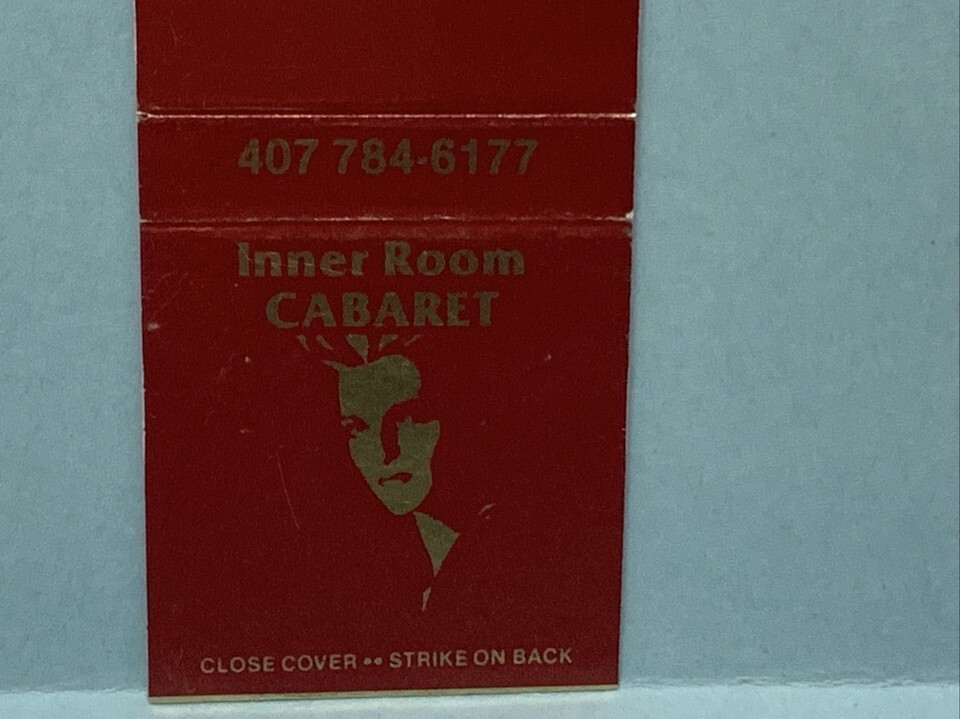 407 784-6177
Inner Room
CABARET
CLOSE COVER •• STRIKE ON BACK